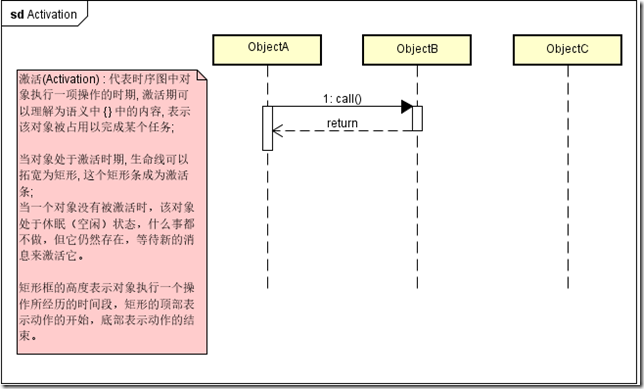 sd Activation
ObjectA
ObjectB
ObjectC
激活(Activation) : 代表时序图中对
象执行一项操作的时期, 激活期可
以理解为语义中 {} 中的内容, 表示
该对象被占用以完成某个任务;
当对象处于激活时期, 生命线可以
拓宽为矩形, 这个矩形条成为激活
条;
当一个对象没有被激活时，该对象
处于休眠（空闲）状态，什么事都
不做，但它仍然存在，等待新的消
息来激活它。
矩形框的高度表示对象执行一个操
作所经历的时间段，矩形的顶部表
示动作的开始，底部表示动作的结
束。
1: call()
return